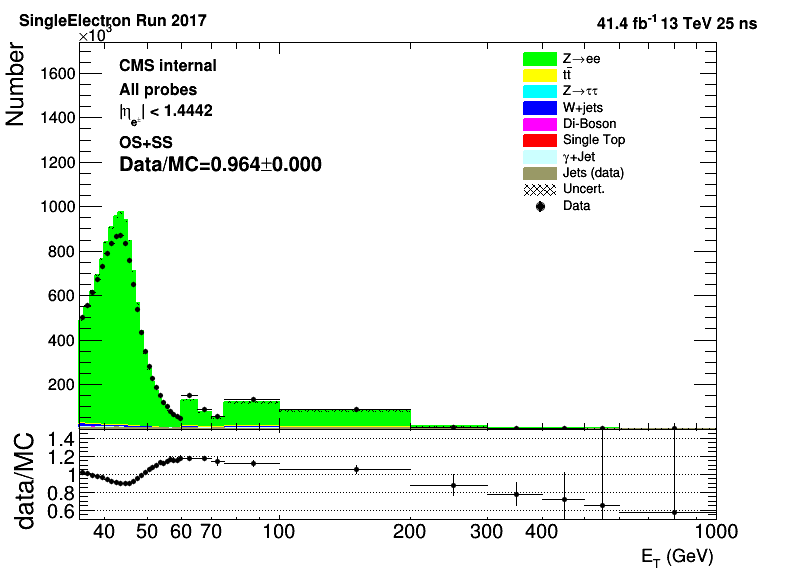 SingleElectron Run 2017
41.4 fb⁻¹ 13 TeV 25 ns
×10³
Number
1600
1400
1200
1000
800
600
400
200
CMS internal
All probes
|η_e±| < 1.4442
OS+SS
Data/MC=0.964±0.000
Z→ee
tt̄
Z→ττ
W+jets
Di-Boson
Single Top
γ+Jet
Jets (data)
Uncert.
Data
data/MC
1.4
1.2
1
0.8
0.6
40 50 60 70 100 200 300 400 1000
E_T (GeV)